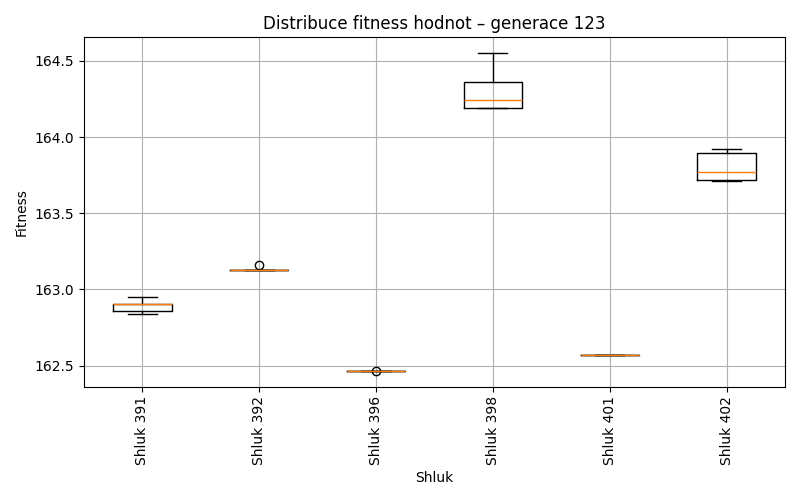 Distribuce fitness hodnot – generace 123
Fitness
164.5
164.0
163.5
163.0
162.5
Shluk 391
Shluk 392
Shluk 396
Shluk 398
Shluk 401
Shluk 402
Shluk